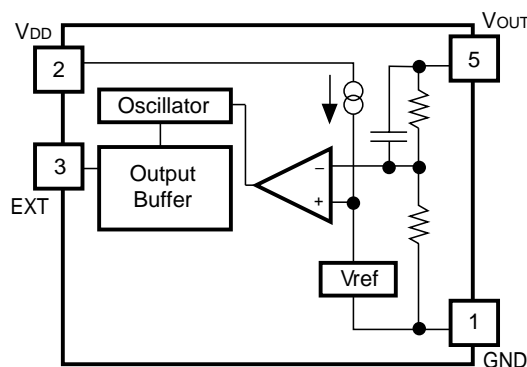 VDD
VOUT
2
5
Oscillator
3
Output
Buffer
EXT
–
+
Vref
1
GND